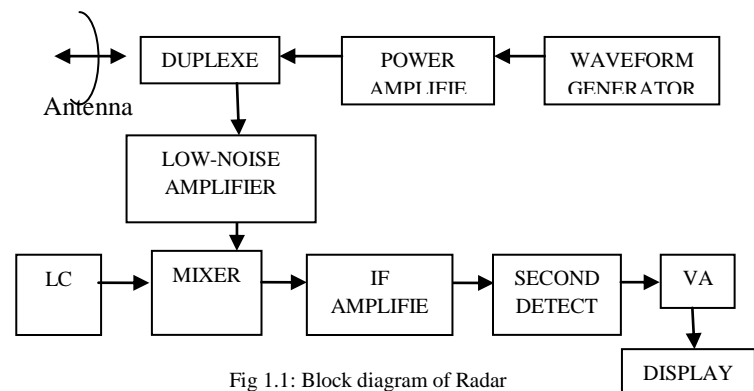 DUPLEXE
POWER
AMPLIFIE
WAVEFORM
GENERATOR
Antenna
LOW-NOISE
AMPLIFIER
LC
MIXER
IF
AMPLIFIE
SECOND
DETECT
VA
DISPLAY
Fig 1.1: Block diagram of Radar